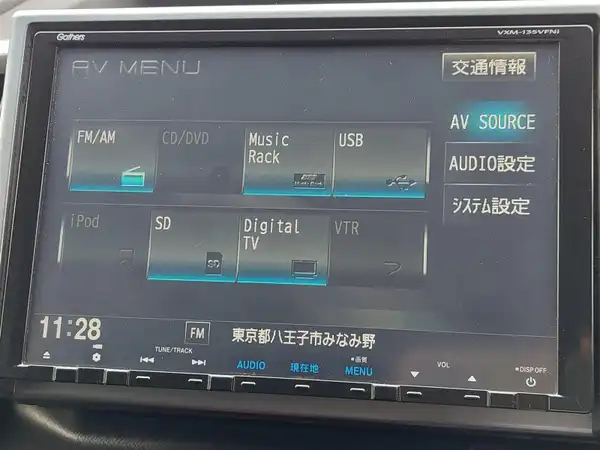 Gathers
VXM-135VFNi
AV MENU
交通情報
FM/AM
CD/DVD
Music Rack
USB
AV SOURCE
AUDIO設定
iPod
SD
Digital TV
VTR
システム設定
SD
11:28
FM
東京都八王子市みなみ野
TUNE/TRACK
AUDIO
現在地
画質
MENU
VOL
DISP OFF